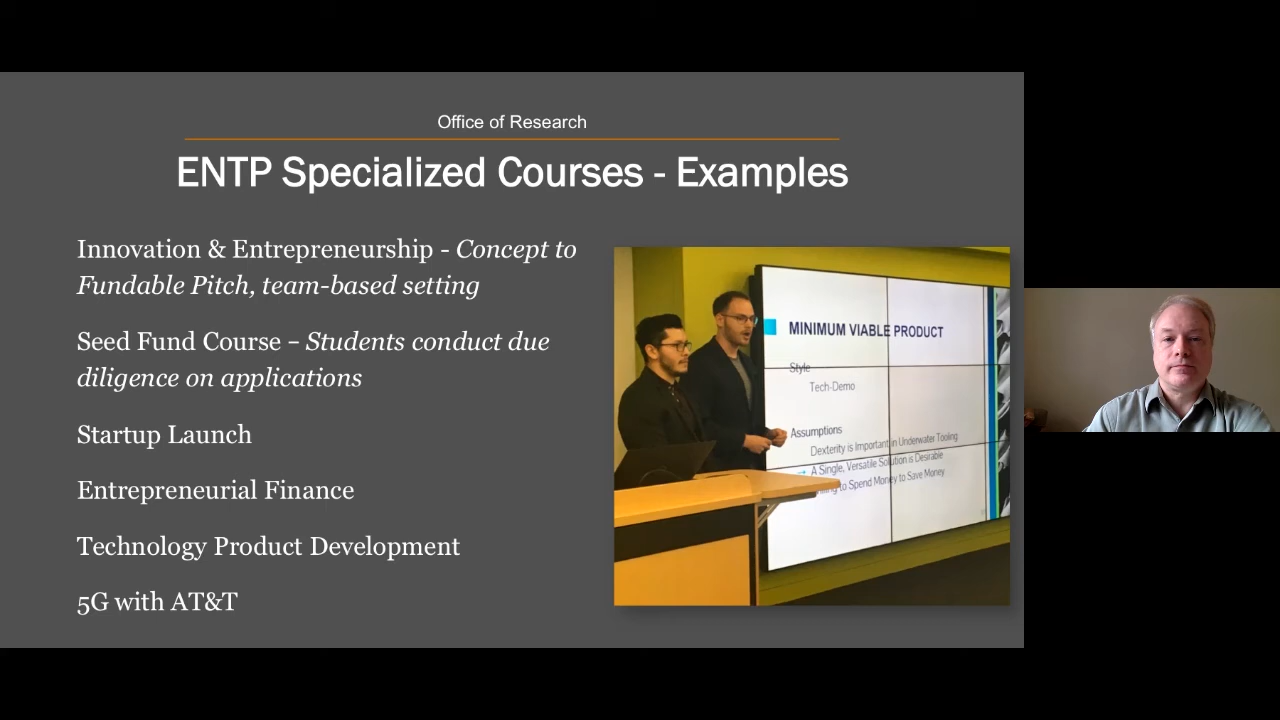 Office of Research
ENTP Specialized Courses - Examples
Innovation & Entrepreneurship - Concept to
Fundable Pitch, team-based setting
Seed Fund Course – Students conduct due
diligence on applications
Startup Launch
Entrepreneurial Finance
Technology Product Development
5G with AT&T
MINIMUM VIABLE PRODUCT
Style
Tech-Demo
Assumptions
Dexterity is Important in Underwater Tooling
A Single, Versatile Solution is Desirable
to Spend Money to Save Money